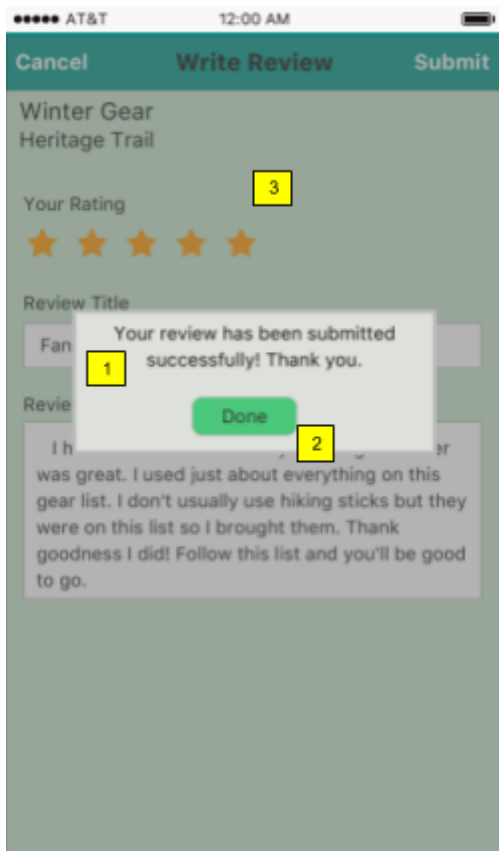 AT&T 12:00 AM
Cancel Write Review Submit
Winter Gear
Heritage Trail
3
Your Rating
Review Title
Fan
Your review has been submitted
successfully! Thank you.
1
Done
2
Revie
I h
er
was great. I used just about everything on this
gear list. I don't usually use hiking sticks but they
were on this list so I brought them. Thank
goodness I did! Follow this list and you'll be good
to go.